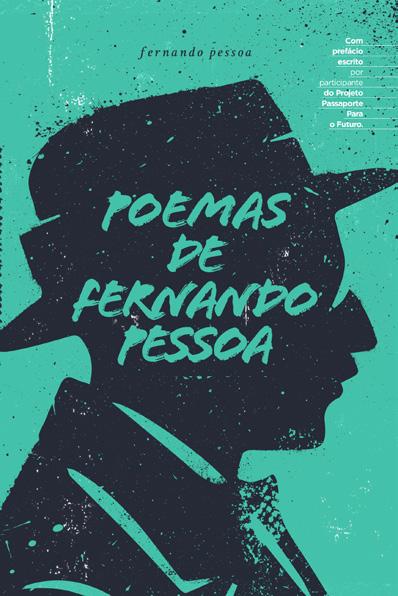 fernando pessoa
Com
prefácio
escrito
por
participante
do Projeto
Passaporte
Para
o Futuro.
POEMAS
DE
FERNANDO
PESSOA